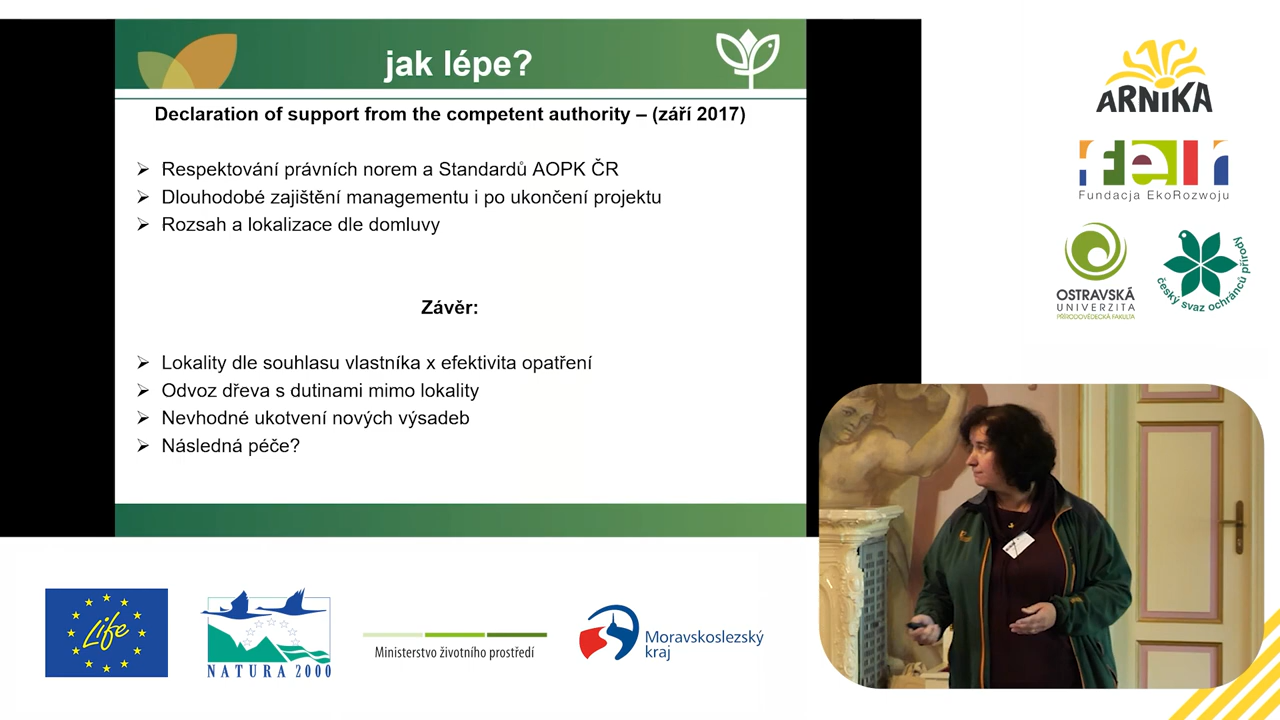 jak lépe?
Declaration of support from the competent authority – (září 2017)
Respektování právních norem a Standardů AOPK ČR
Dlouhodobé zajištění managementu i po ukončení projektu
Rozsah a lokalizace dle domluvy
Závěr:
Lokality dle souhlasu vlastníka x efektivita opatření
Odvoz dřeva s dutinami mimo lokality
Nevhodné ukotvení nových výsadeb
Následná péče?
ARNIKA
feri
Fundacja EkoRozwoju
OSTRAVSKÁ
UNIVERZITA
PŘÍRODOVĚDECKÁ FAKULTA
český svaz ochránců přírody
Life
NATURA 2000
Ministerstvo životního prostředí
Moravskoslezský
kraj